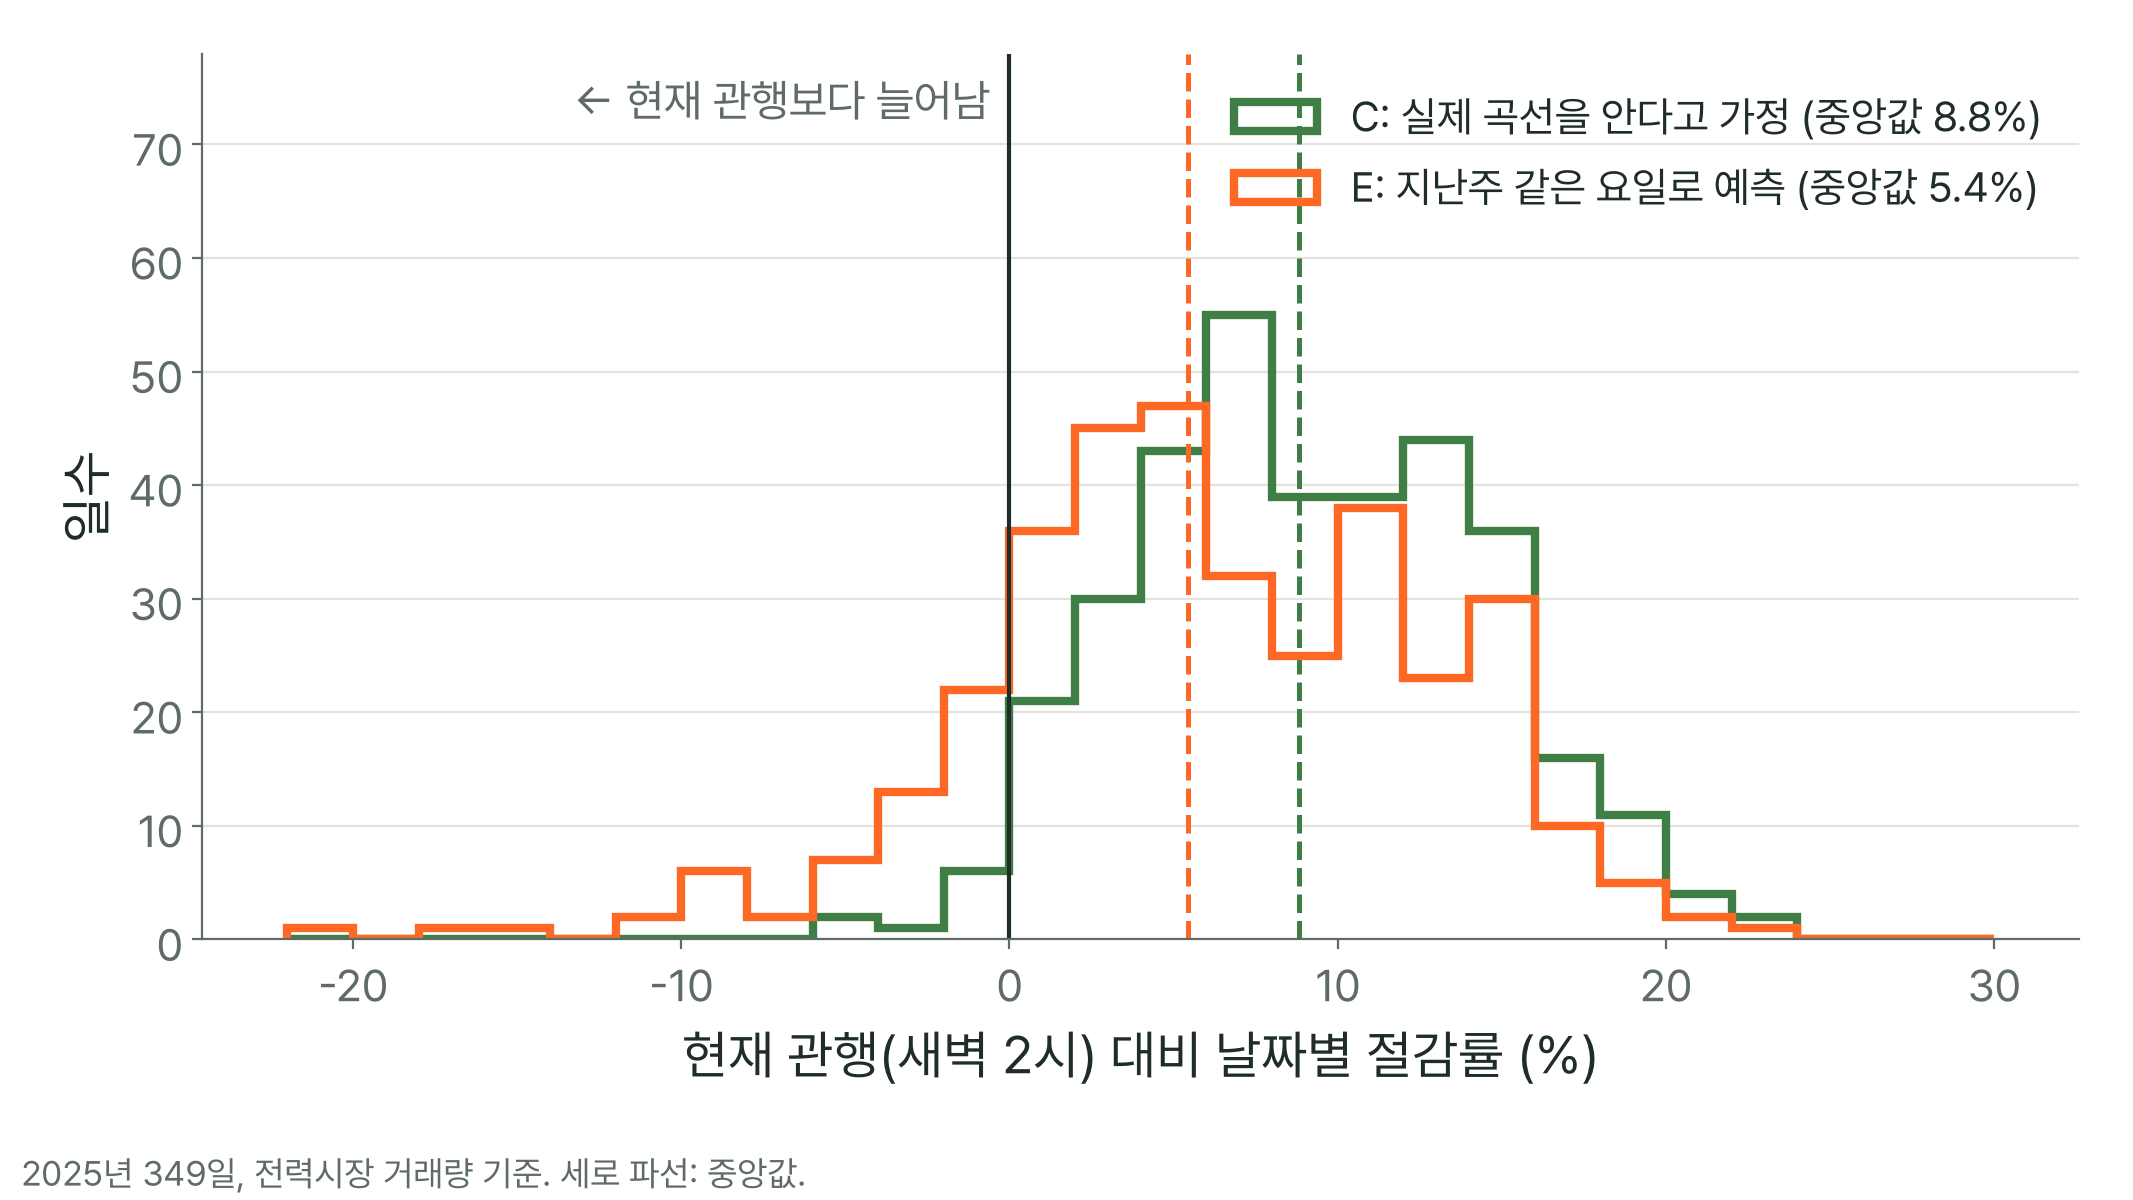 ← 현재 관행보다 늘어남
C: 실제 곡선을 안다고 가정 (중앙값 8.8%)
E: 지난주 같은 요일로 예측 (중앙값 5.4%)
70
60
50
40
30
20
10
0
일수
-20
-10
0
10
20
30
현재 관행(새벽 2시) 대비 날짜별 절감률 (%)
2025년 349일, 전력시장 거래량 기준. 세로 파선: 중앙값.